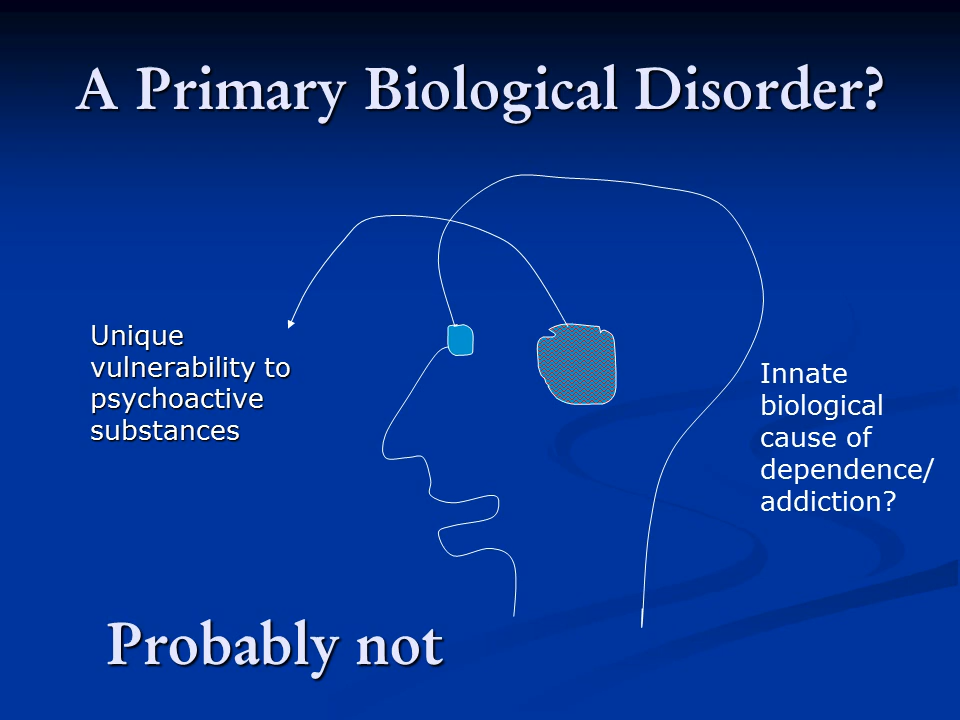 A Primary Biological Disorder?
Unique
vulnerability to
psychoactive
substances
Innate
biological
cause of
dependence/
addiction?
Probably not